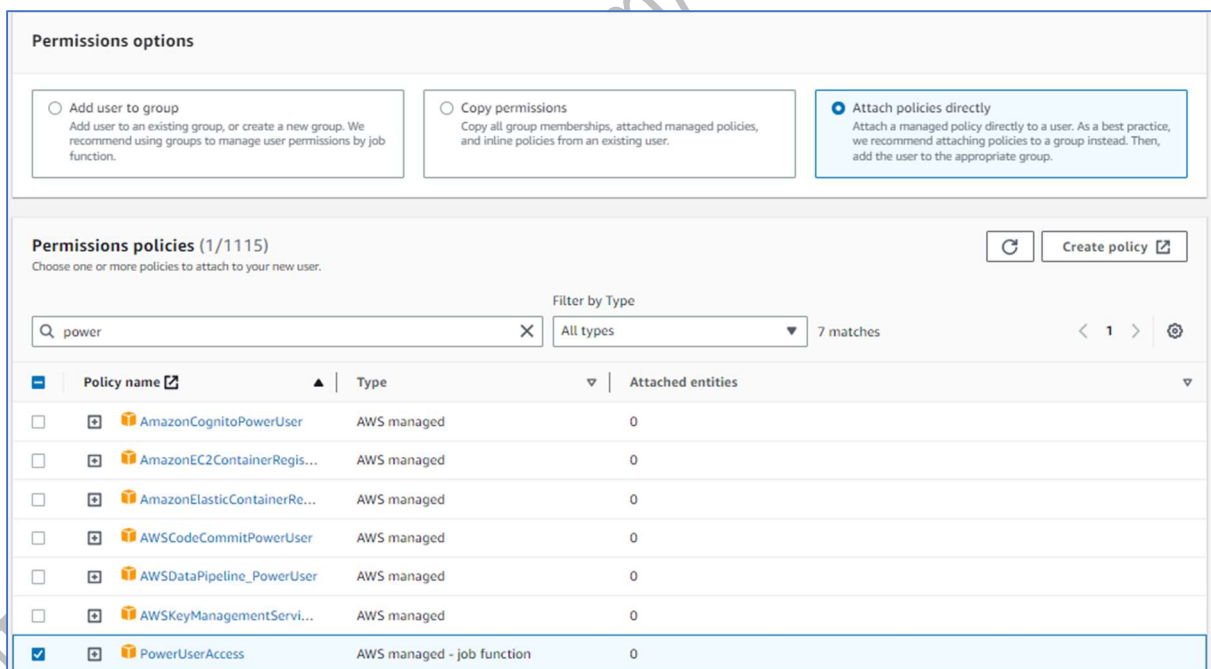 Permissions options
Add user to group
Add user to an existing group, or create a new group. We
recommend using groups to manage user permissions by job
function.
Copy permissions
Copy all group memberships, attached managed policies,
and inline policies from an existing user.
Attach policies directly
Attach a managed policy directly to a user. As a best practice,
we recommend attaching policies to a group instead. Then,
add the user to the appropriate group.
Permissions policies (1/1115)
Choose one or more policies to attach to your new user.
Create policy
Filter by Type
power
All types
7 matches
1
Policy name Type Attached entities
AmazonCognitoPowerUser AWS managed 0
AmazonEC2ContainerRegis... AWS managed 0
AmazonElasticContainerRe... AWS managed 0
AWSCodeCommitPowerUser AWS managed 0
AWSDataPipeline_PowerUser AWS managed 0
AWSKeyManagementServi... AWS managed 0
PowerUserAccess AWS managed - job function 0